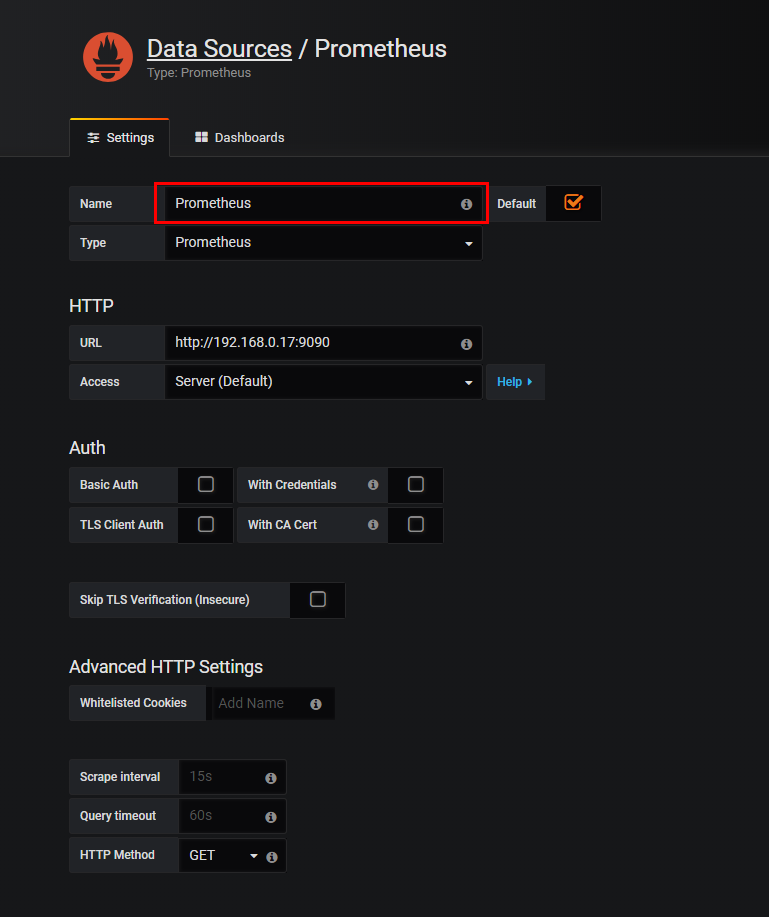 Data Sources / Prometheus
Type: Prometheus
Settings Dashboards
Name Prometheus Default
Type Prometheus
HTTP
URL http://192.168.0.17:9090
Access Server (Default) Help
Auth
Basic Auth With Credentials
TLS Client Auth With CA Cert
Skip TLS Verification (Insecure)
Advanced HTTP Settings
Whitelisted Cookies Add Name
Scrape interval 15s
Query timeout 60s
HTTP Method GET